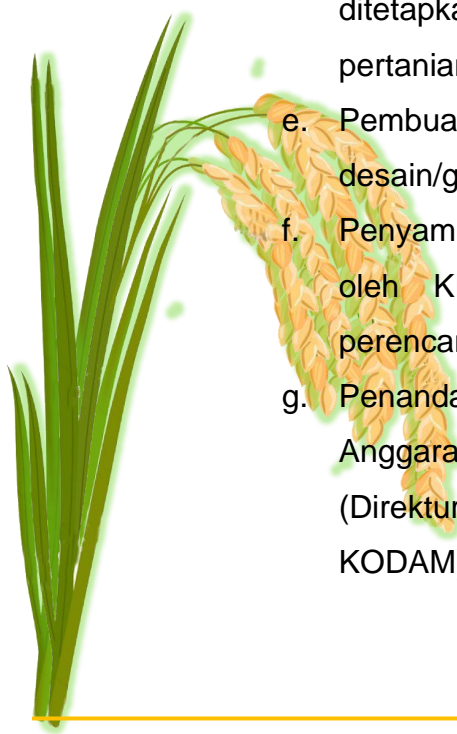 ditetapka
pertanian
e. Pembua
desain/g
f. Penyam
oleh K
perencan
g. Penanda
Anggara
(Direktur
KODAM